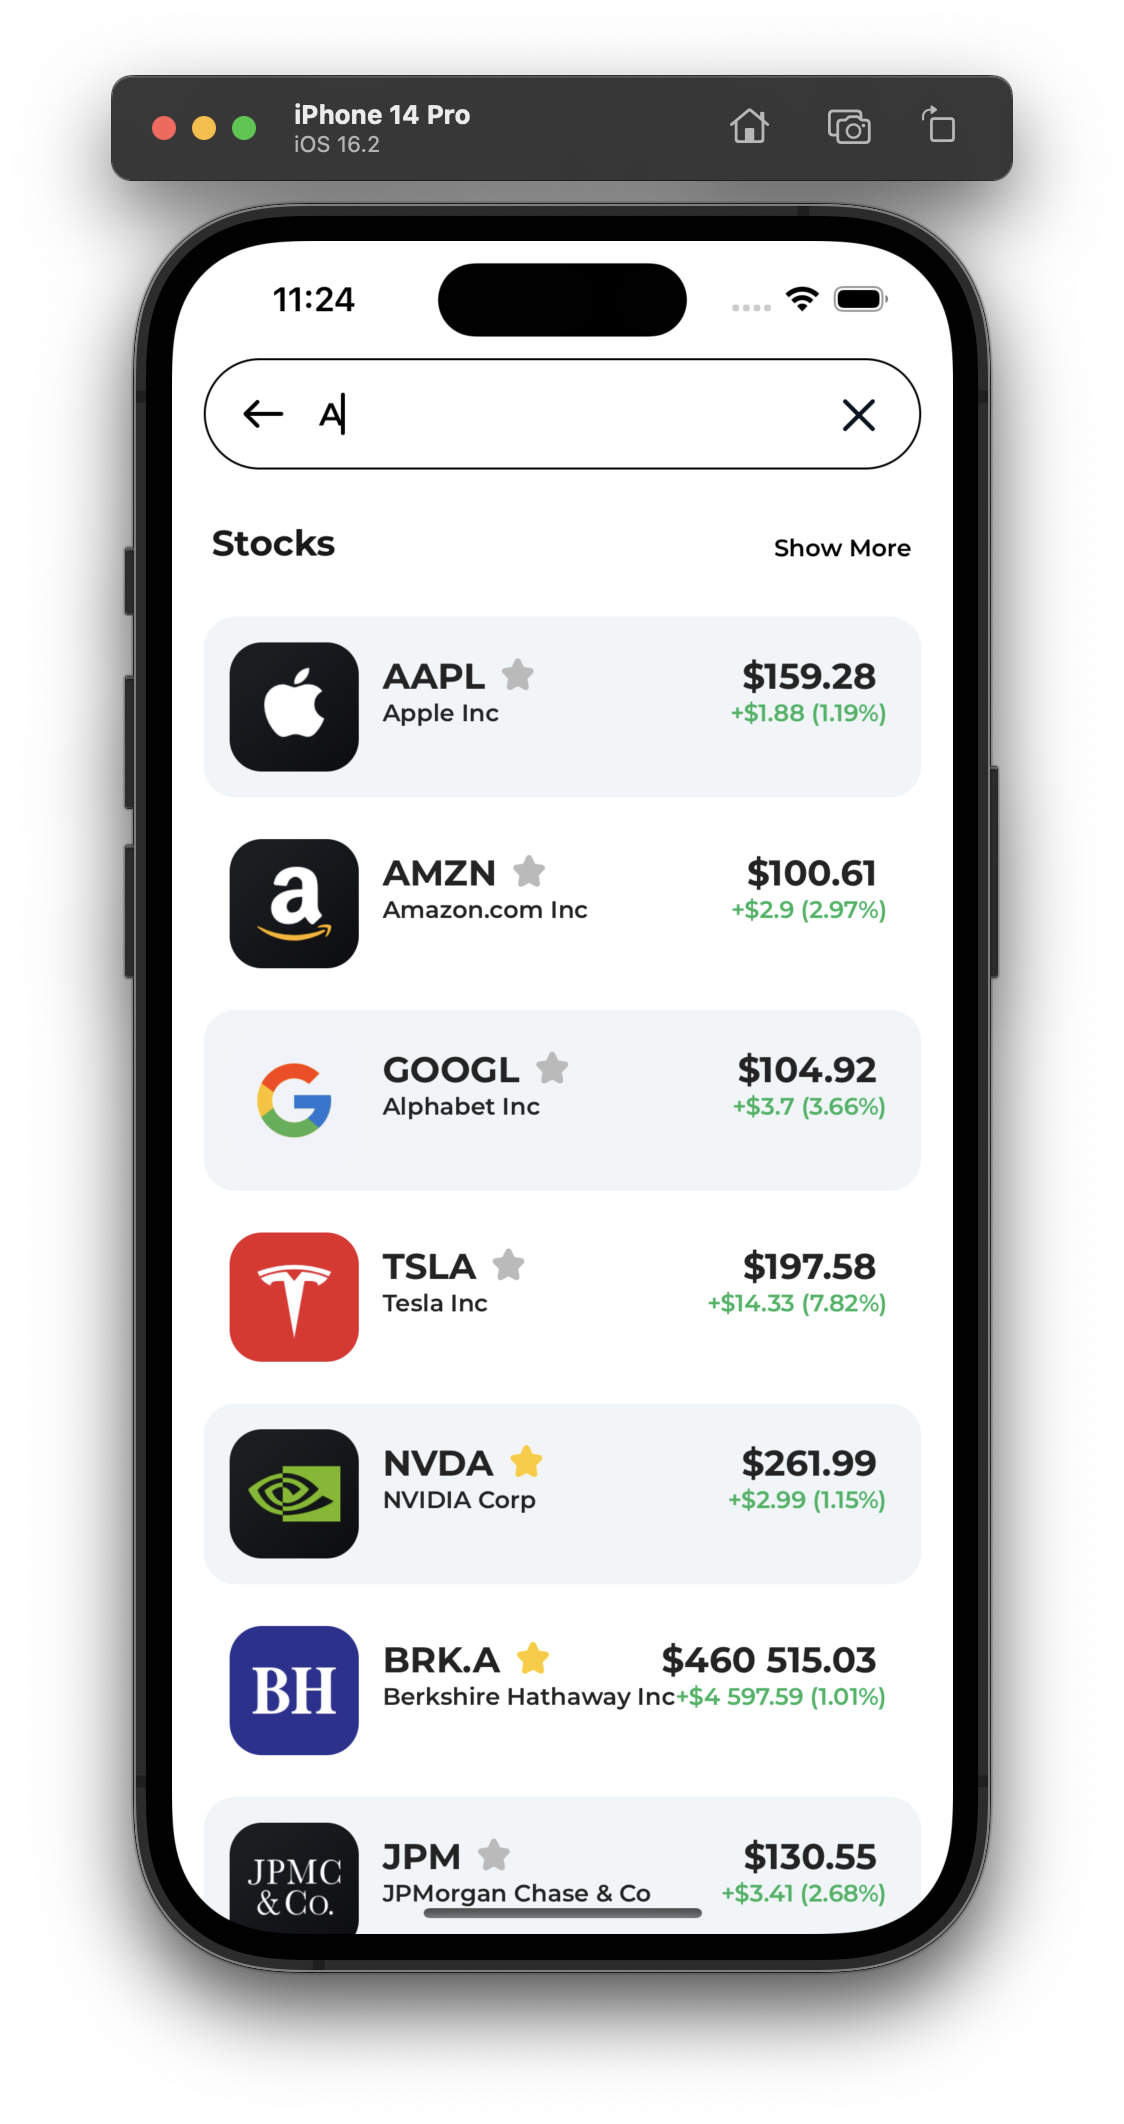 iPhone 14 Pro
iOS 16.2
11:24
A
Stocks
Show More
AAPL
$159.28
Apple Inc
+$1.88 (1.19%)
a
AMZN
$100.61
Amazon.com Inc
+$2.9 (2.97%)
G
GOOGL
$104.92
Alphabet Inc
+$3.7 (3.66%)
T
TSLA
$197.58
Tesla Inc
+$14.33 (7.82%)
NVDA
$261.99
NVIDIA Corp
+$2.99 (1.15%)
BH
BRK.A
$460 515.03
Berkshire Hathaway Inc
+$4 597.59 (1.01%)
JPMC
& Co.
JPM
$130.55
JPMorgan Chase & Co
+$3.41 (2.68%)